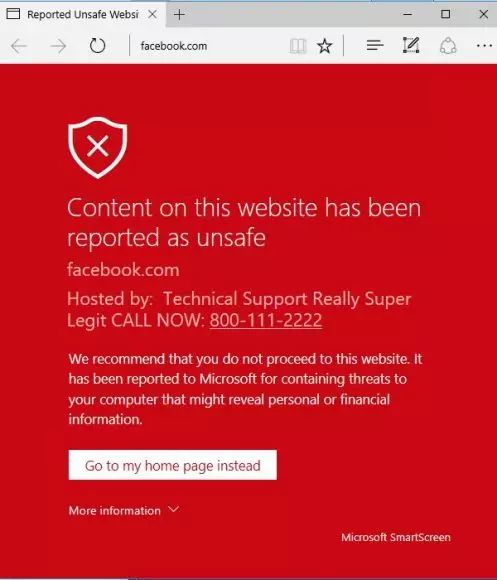 Reported Unsafe Websi
facebook.com
Content on this website has been
reported as unsafe
facebook.com
Hosted by: Technical Support Really Super
Legit CALL NOW: 800-111-2222
We recommend that you do not proceed to this website. It
has been reported to Microsoft for containing threats to
your computer that might reveal personal or financial
information.
Go to my home page instead
More information
Microsoft SmartScreen